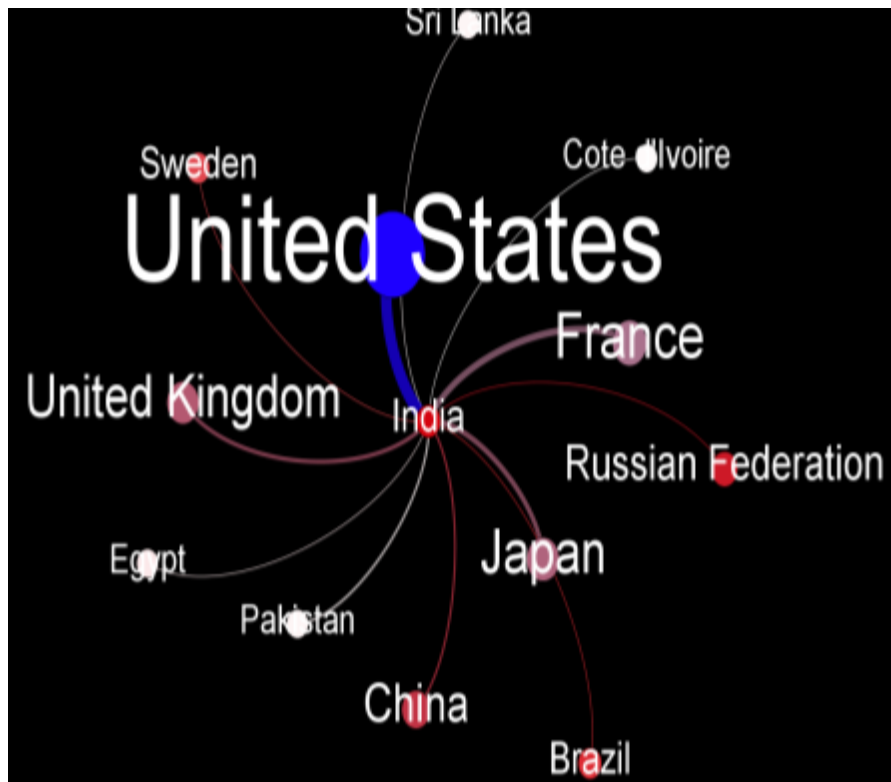 Sri Lanka
Cote d'Ivoire
Sweden
United States
France
United Kingdom
India
Russian Federation
Japan
Egypt
Pakistan
China
Brazil